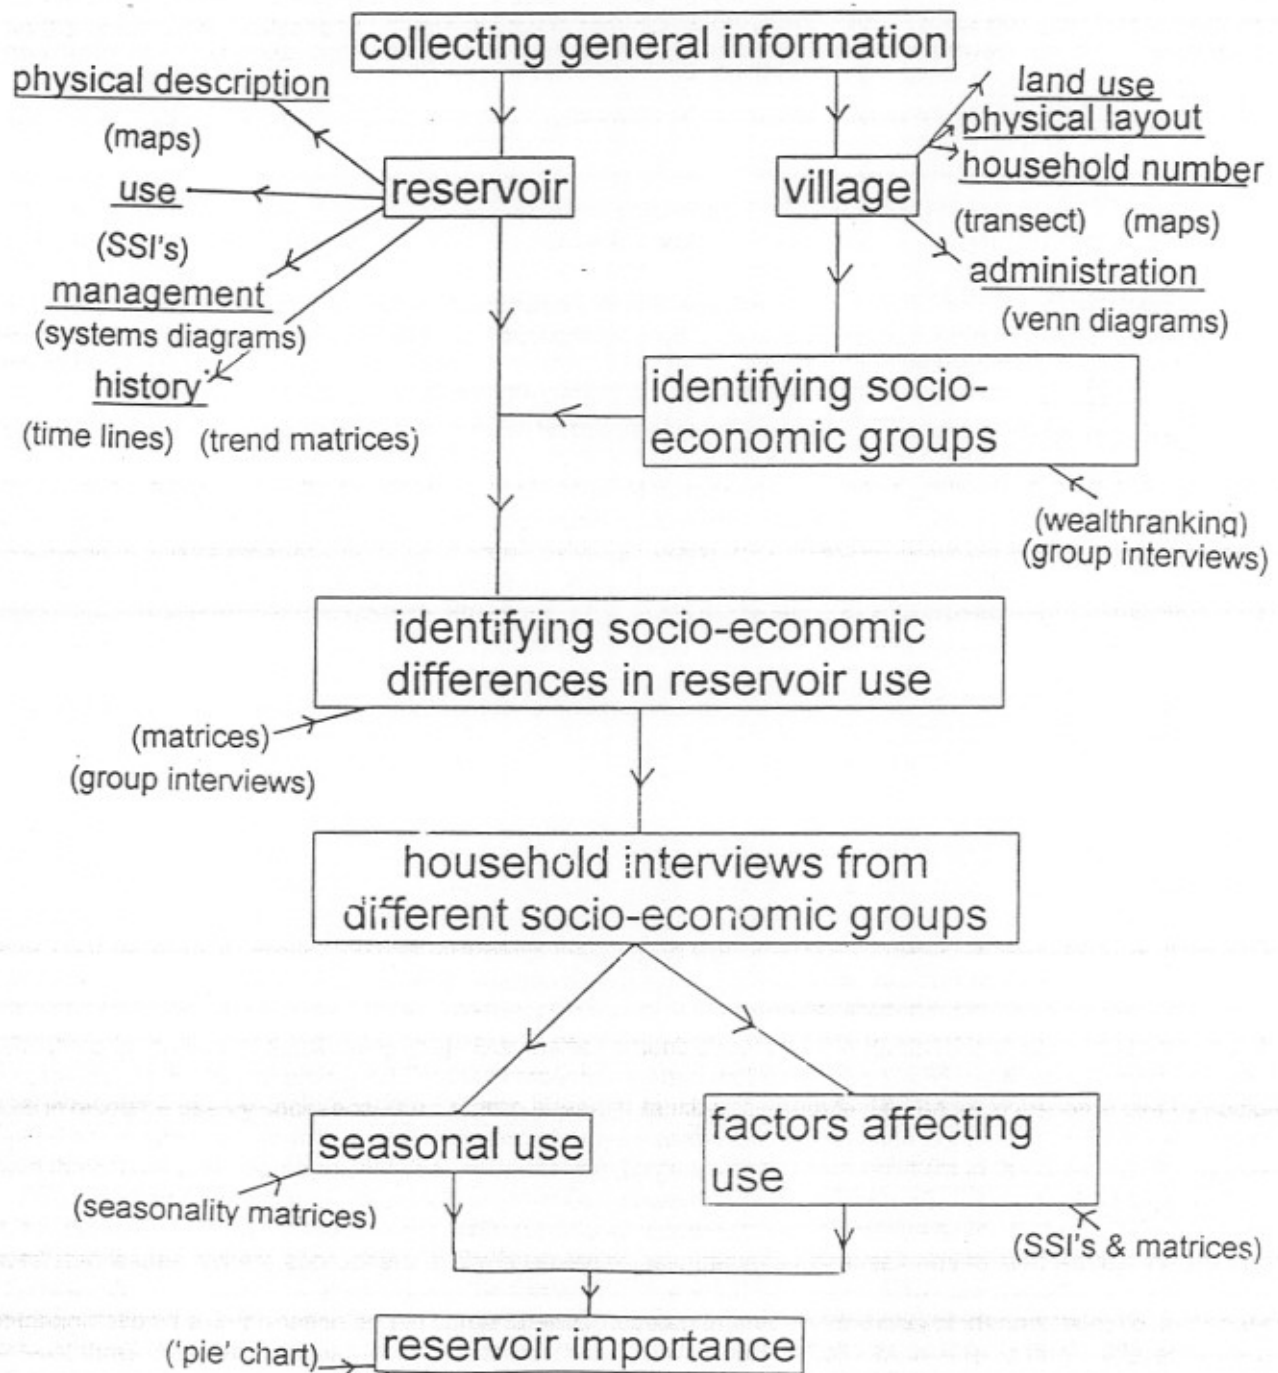 collecting general information
physical description
(maps)
use
(SSI's)
management
(systems diagrams)
history
(time lines) (trend matrices)
reservoir
village
land use
physical layout
household number
(transect) (maps)
administration
(venn diagrams)
identifying socio-
economic groups
(wealthranking)
(group interviews)
identifying socio-economic
differences in reservoir use
(matrices)
(group interviews)
household interviews from
different socio-economic groups
seasonal use
(seasonality matrices)
factors affecting
use
(SSI's & matrices)
reservoir importance
('pie' chart)